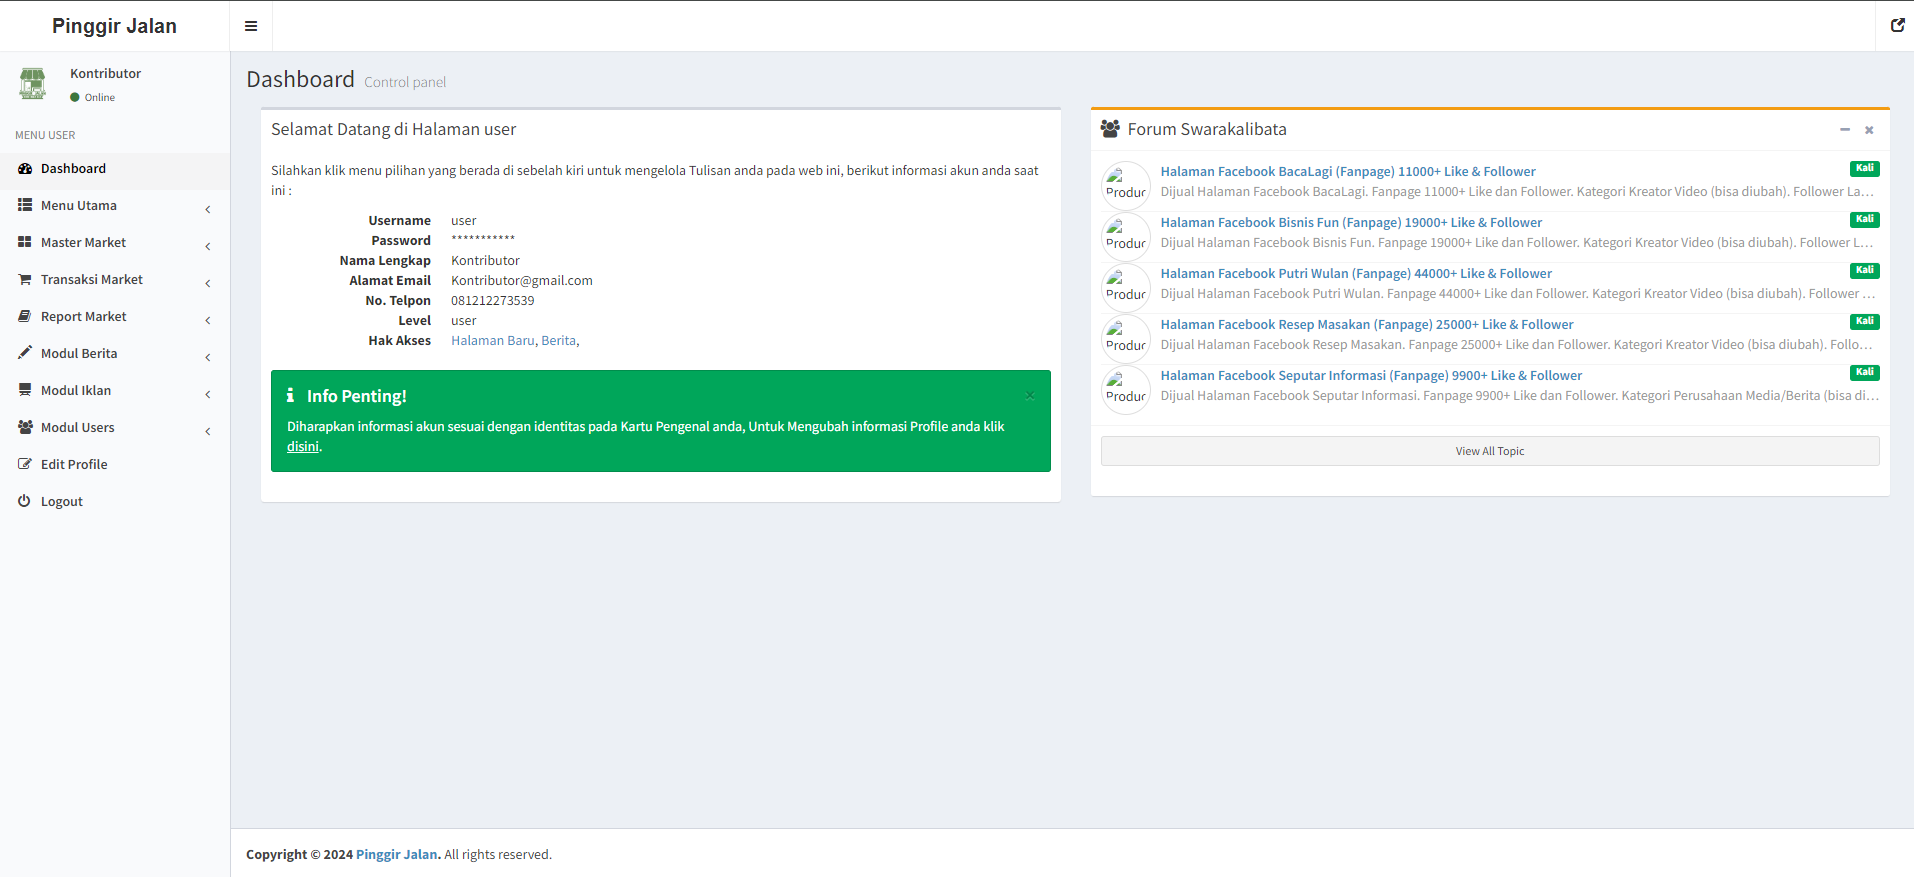 Pinggir Jalan
Kontributor
Online
MENU USER
Dashboard
Menu Utama
Master Market
Transaksi Market
Report Market
Modul Berita
Modul Iklan
Modul Users
Edit Profile
Logout
Dashboard Control panel
Selamat Datang di Halaman user
Silahkan klik menu pilihan yang berada di sebelah kiri untuk mengelola Tulisan anda pada web ini, berikut informasi akun anda saat
ini :
Username user
Password ***********
Nama Lengkap Kontributor
Alamat Email Kontributor@gmail.com
No. Telpon 081212273539
Level user
Hak Akses Halaman Baru, Berita,
Info Penting!
Diharapkan informasi akun sesuai dengan identitas pada Kartu Pengenal anda, Untuk Mengubah informasi Profile anda klik
disini.
Forum Swarakalibata
Produc
Halaman Facebook BacaLagi (Fanpage) 11000+ Like & Follower Kali
Dijual Halaman Facebook BacaLagi. Fanpage 11000+ Like dan Follower. Kategori Kreator Video (bisa diubah). Follower La...
Produc
Halaman Facebook Bisnis Fun (Fanpage) 19000+ Like & Follower Kali
Dijual Halaman Facebook Bisnis Fun. Fanpage 19000+ Like dan Follower. Kategori Kreator Video (bisa diubah). Follower L...
Produc
Halaman Facebook Putri Wulan (Fanpage) 44000+ Like & Follower Kali
Dijual Halaman Facebook Putri Wulan. Fanpage 44000+ Like dan Follower. Kategori Kreator Video (bisa diubah). Follower ...
Produc
Halaman Facebook Resep Masakan (Fanpage) 25000+ Like & Follower Kali
Dijual Halaman Facebook Resep Masakan. Fanpage 25000+ Like dan Follower. Kategori Kreator Video (bisa diubah). Follo...
Produc
Halaman Facebook Seputar Informasi (Fanpage) 9900+ Like & Follower Kali
Dijual Halaman Facebook Seputar Informasi. Fanpage 9900+ Like dan Follower. Kategori Perusahaan Media/Berita (bisa di...
View All Topic
Copyright © 2024 Pinggir Jalan. All rights reserved.